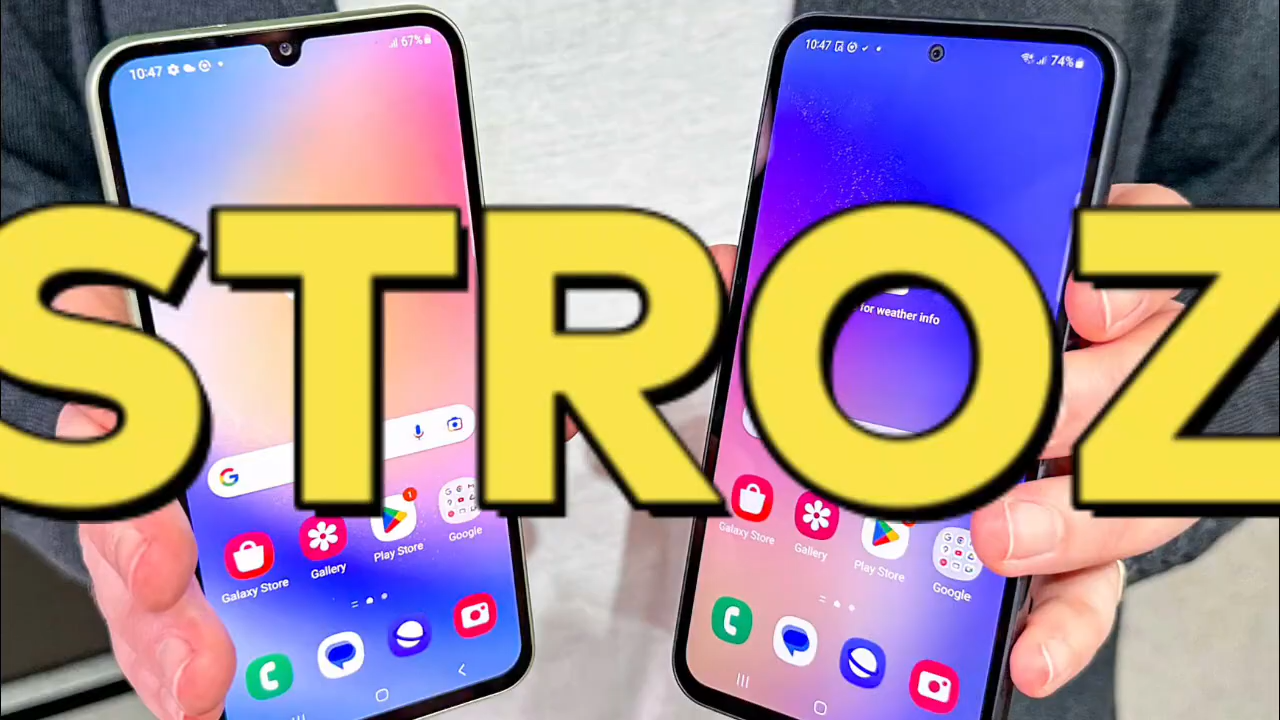 10:47
67%
10:47
74%
STROZ
for weather info
Galaxy Store
Gallery
1
Play Store
Google
Galaxy Store
Gallery
Play Store
Google